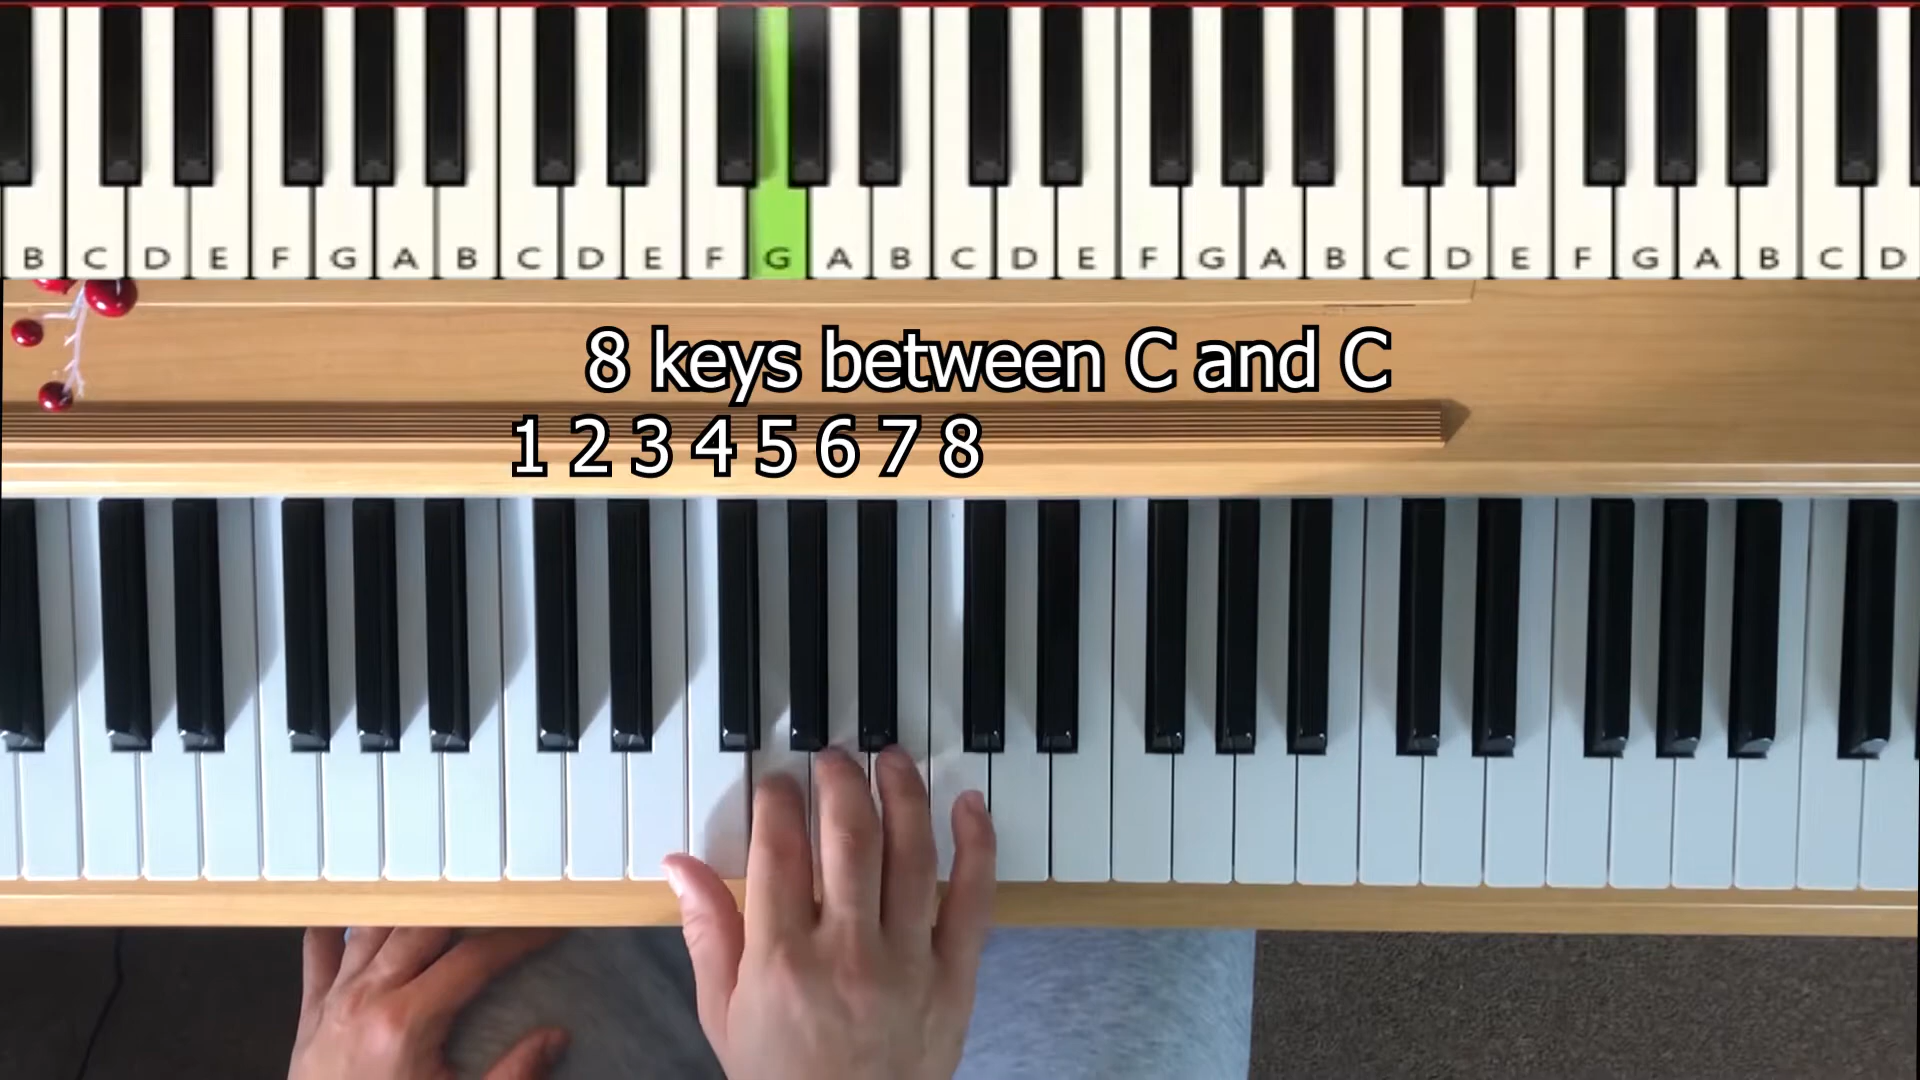 B C D E F G A B C D E F G A B C D E F G A B C D E F G A B C D
8 keys between C and C
1 2 3 4 5 6 7 8